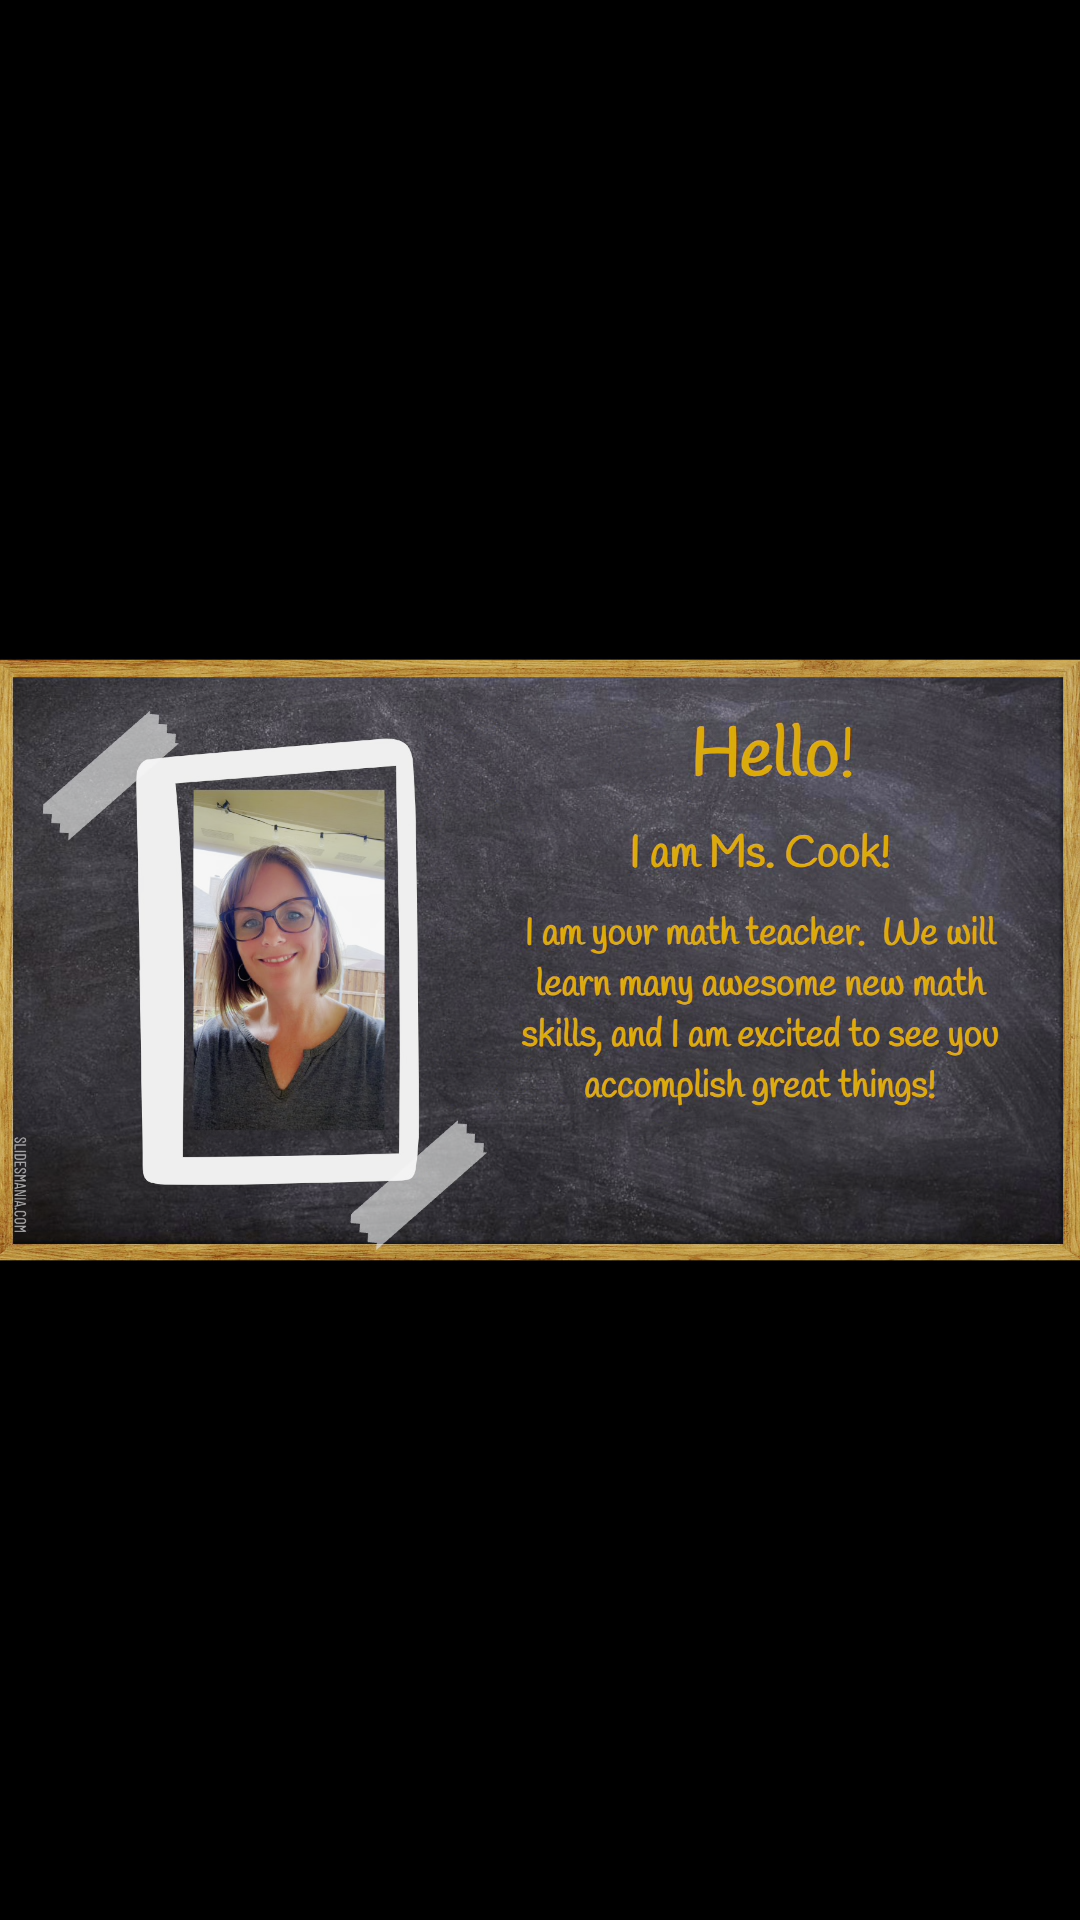 Hello!
I am Ms. Cook!
I am your math teacher.  We will
learn many awesome new math
skills, and I am excited to see you
accomplish great things!
SLIDESMANIA.COM